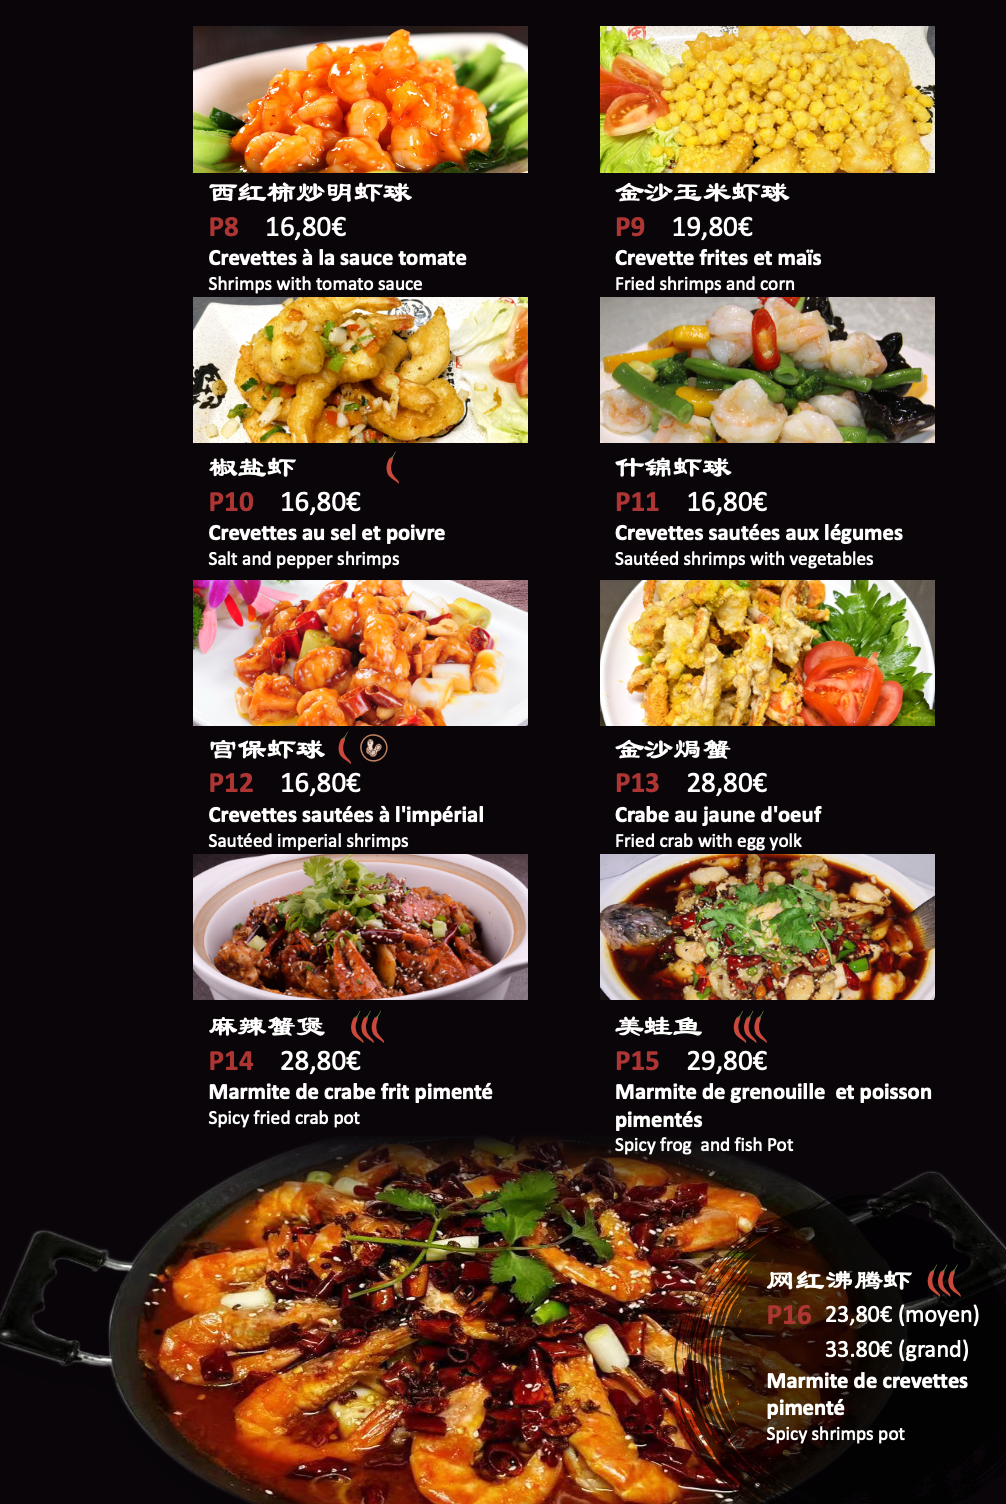 西红柿炒明虾球
P8 16,80€
Crevettes à la sauce tomate
Shrimps with tomato sauce
金沙玉米虾球
P9 19,80€
Crevette frites et maïs
Fried shrimps and corn
椒盐虾
P10 16,80€
Crevettes au sel et poivre
Salt and pepper shrimps
什锦虾球
P11 16,80€
Crevettes sautées aux légumes
Sautéed shrimps with vegetables
宫保虾球
P12 16,80€
Crevettes sautées à l'impérial
Sautéed imperial shrimps
金沙焗蟹
P13 28,80€
Crabe au jaune d'oeuf
Fried crab with egg yolk
麻辣蟹煲
P14 28,80€
Marmite de crabe frit pimenté
Spicy fried crab pot
美蛙鱼
P15 29,80€
Marmite de grenouille et poisson
pimentés
Spicy frog and fish Pot
网红沸腾虾
P16 23,80€ (moyen)
33.80€ (grand)
Marmite de crevettes
pimenté
Spicy shrimps pot